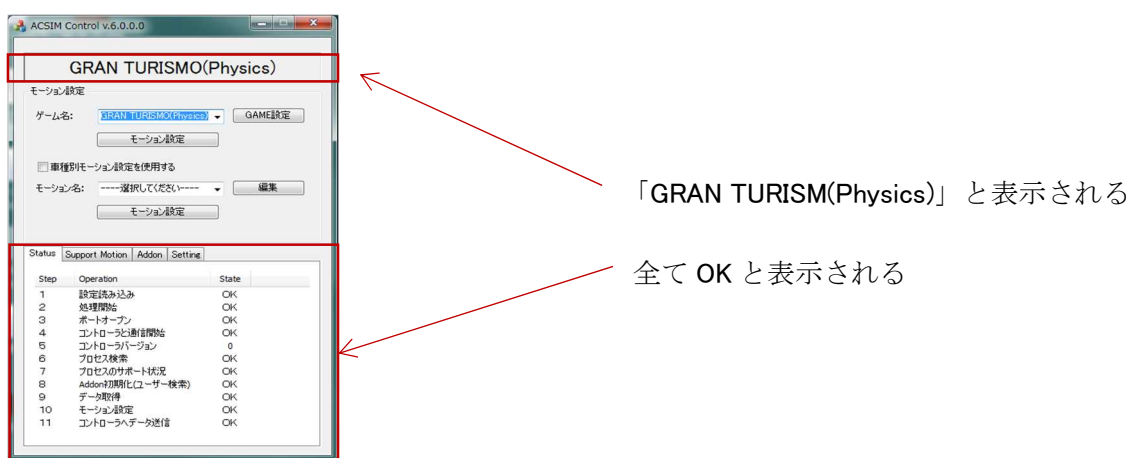 ACSIM Control v.6.0.0.0
GRAN TURISMO(Physics)
モーション設定
ゲーム名: GRAN TURISMO(Physics) GAME設定
モーション設定
車種別モーション設定を使用する
モーション名: ----選択してください---- 編集
モーション設定
Status Support Motion Addon Setting
Step Operation State
1 設定読み込み OK
2 処理開始 OK
3 ポートオープン OK
4 コントローラと通信開始 OK
5 コントローラバージョン 0
6 プロセス検索 OK
7 プロセスのサポート状況 OK
8 Addon初期化(ユーザー検索) OK
9 データ取得 OK
10 モーション設定 OK
11 コントローラへデータ送信 OK
「GRAN TURISM(Physics)」と表示される
全て OK と表示される